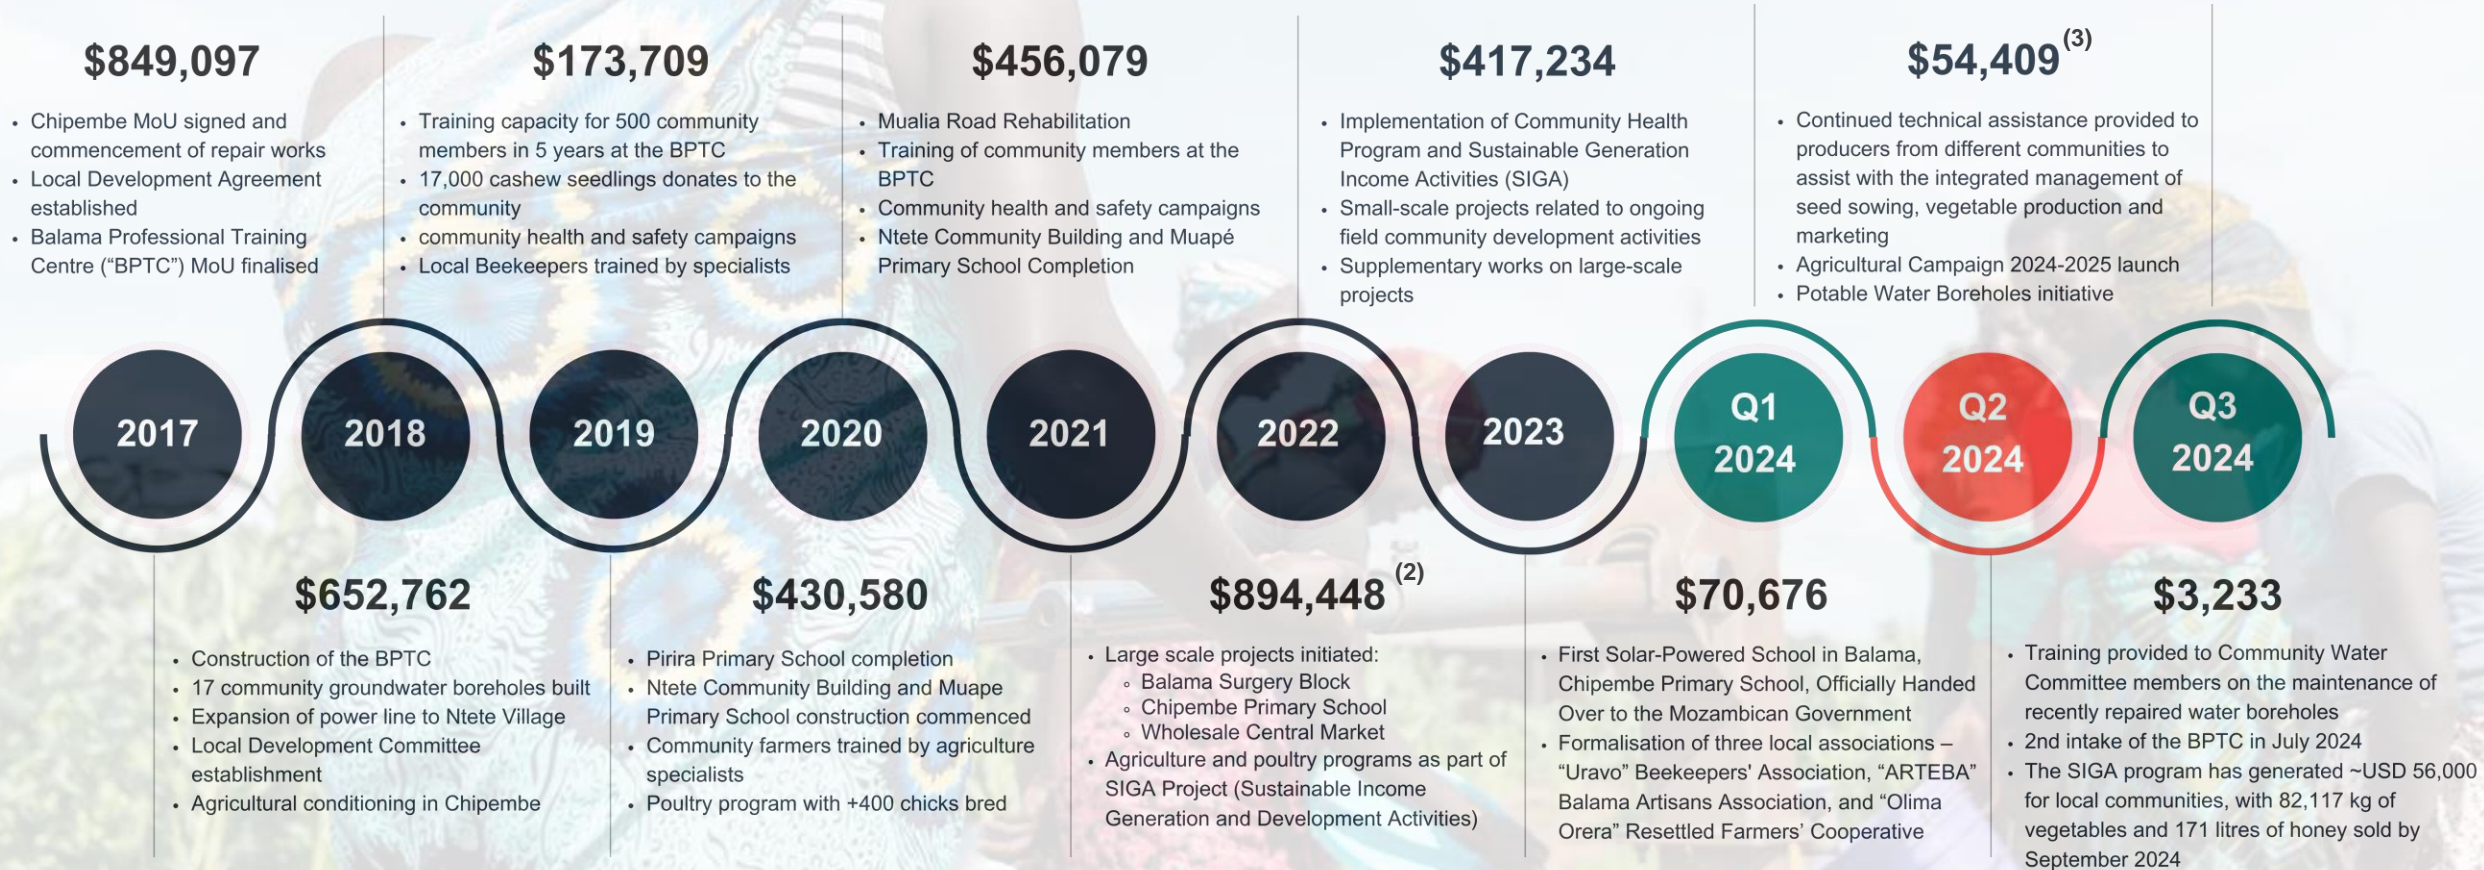 $849,097
• Chipembe MoU signed and
commencement of repair works
• Local Development Agreement
established
• Balama Professional Training
Centre (“BPTC”) MoU finalised
$173,709
• Training capacity for 500 community
members in 5 years at the BPTC
• 17,000 cashew seedlings donates to the
community
• community health and safety campaigns
• Local Beekeepers trained by specialists
$456,079
• Mualia Road Rehabilitation
• Training of community members at the
BPTC
• Community health and safety campaigns
• Ntete Community Building and Muapé
Primary School Completion
$417,234
• Implementation of Community Health
Program and Sustainable Generation
Income Activities (SIGA)
• Small-scale projects related to ongoing
field community development activities
• Supplementary works on large-scale
projects
$54,409 (3)
• Continued technical assistance provided to
producers from different communities to
assist with the integrated management of
seed sowing, vegetable production and
marketing
• Agricultural Campaign 2024-2025 launch
• Potable Water Boreholes initiative
2017
2018
2019
2020
2021
2022
2023
Q1
2024
Q2
2024
Q3
2024
$652,762
• Construction of the BPTC
• 17 community groundwater boreholes built
• Expansion of power line to Ntete Village
• Local Development Committee
establishment
• Agricultural conditioning in Chipembe
$430,580
• Pirira Primary School completion
• Ntete Community Building and Muape
Primary School construction commenced
• Community farmers trained by agriculture
specialists
• Poultry program with +400 chicks bred
$894,448 (2)
• Large scale projects initiated:
◦ Balama Surgery Block
◦ Chipembe Primary School
◦ Wholesale Central Market
• Agriculture and poultry programs as part of
SIGA Project (Sustainable Income
Generation and Development Activities)
$70,676
• First Solar-Powered School in Balama,
Chipembe Primary School, Officially Handed
Over to the Mozambican Government
• Formalisation of three local associations –
“Uravo” Beekeepers' Association, “ARTEBA”
Balama Artisans Association, and “Olima
Orera” Resettled Farmers’ Cooperative
$3,233
• Training provided to Community Water
Committee members on the maintenance of
recently repaired water boreholes
• 2nd intake of the BPTC in July 2024
• The SIGA program has generated ~USD 56,000
for local communities, with 82,117 kg of
vegetables and 171 litres of honey sold by
September 2024